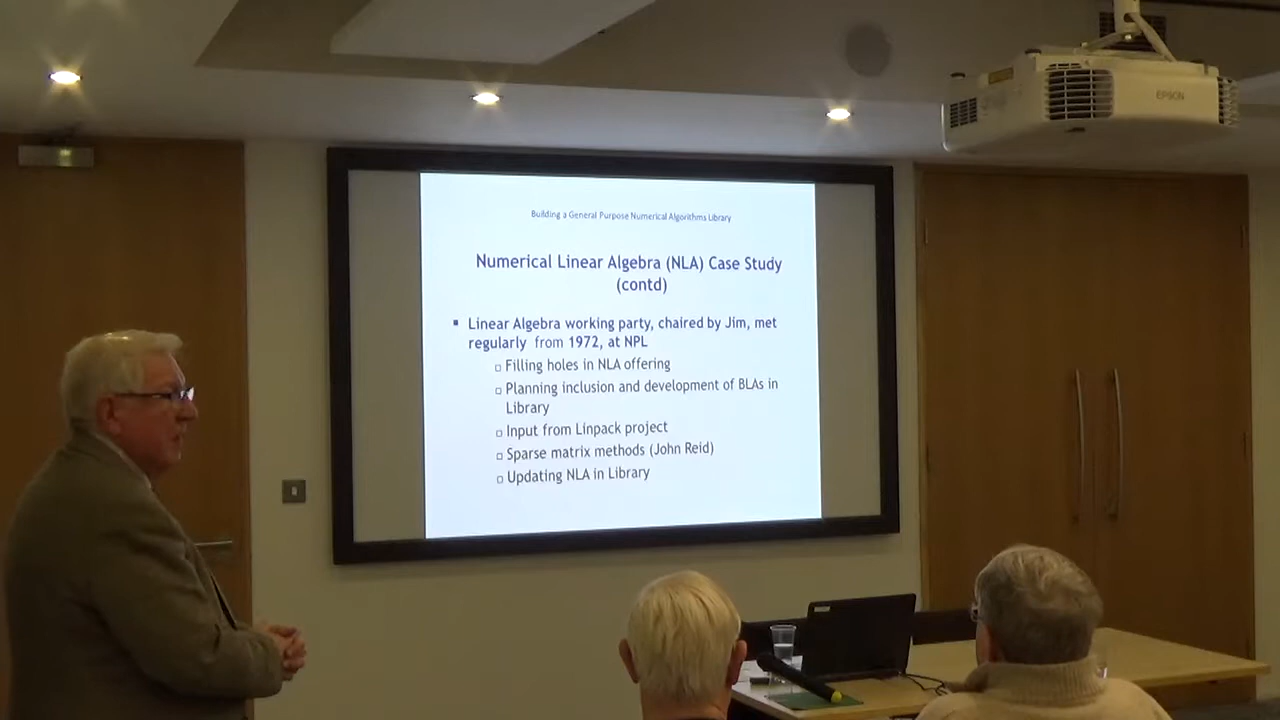 EPSON
Building a General Purpose Numerical Algorithms Library
Numerical Linear Algebra (NLA) Case Study
(contd)
▪ Linear Algebra working party, chaired by Jim, met
regularly from 1972, at NPL
▫ Filling holes in NLA offering
▫ Planning inclusion and development of BLAs in
Library
▫ Input from Linpack project
▫ Sparse matrix methods (John Reid)
▫ Updating NLA in Library